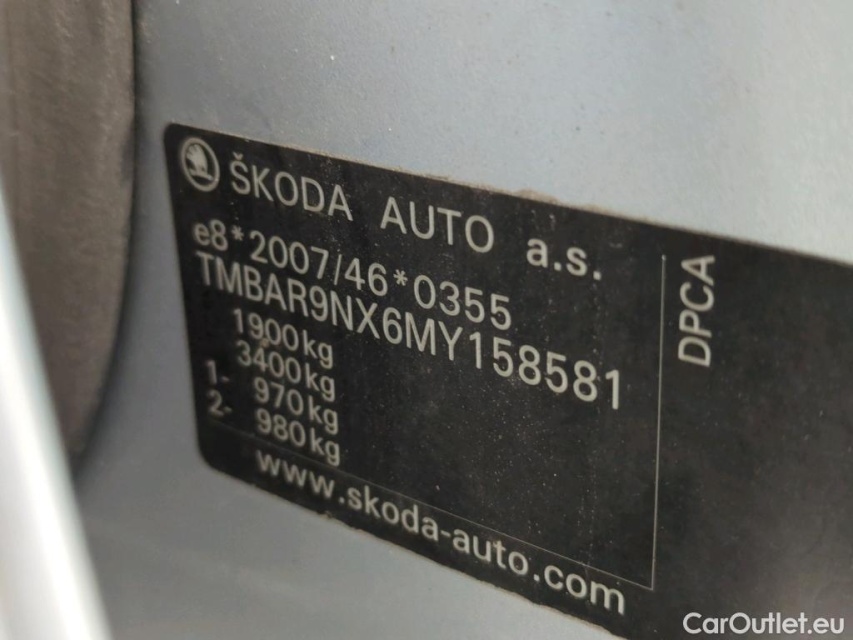 ŠKODA AUTO a.s.
e8*2007/46*0355
TMBAR9NX6MY158581
1900kg
3400kg
1- 970kg
2- 980kg
www.skoda-auto.com
DPCA
CarOutlet.eu